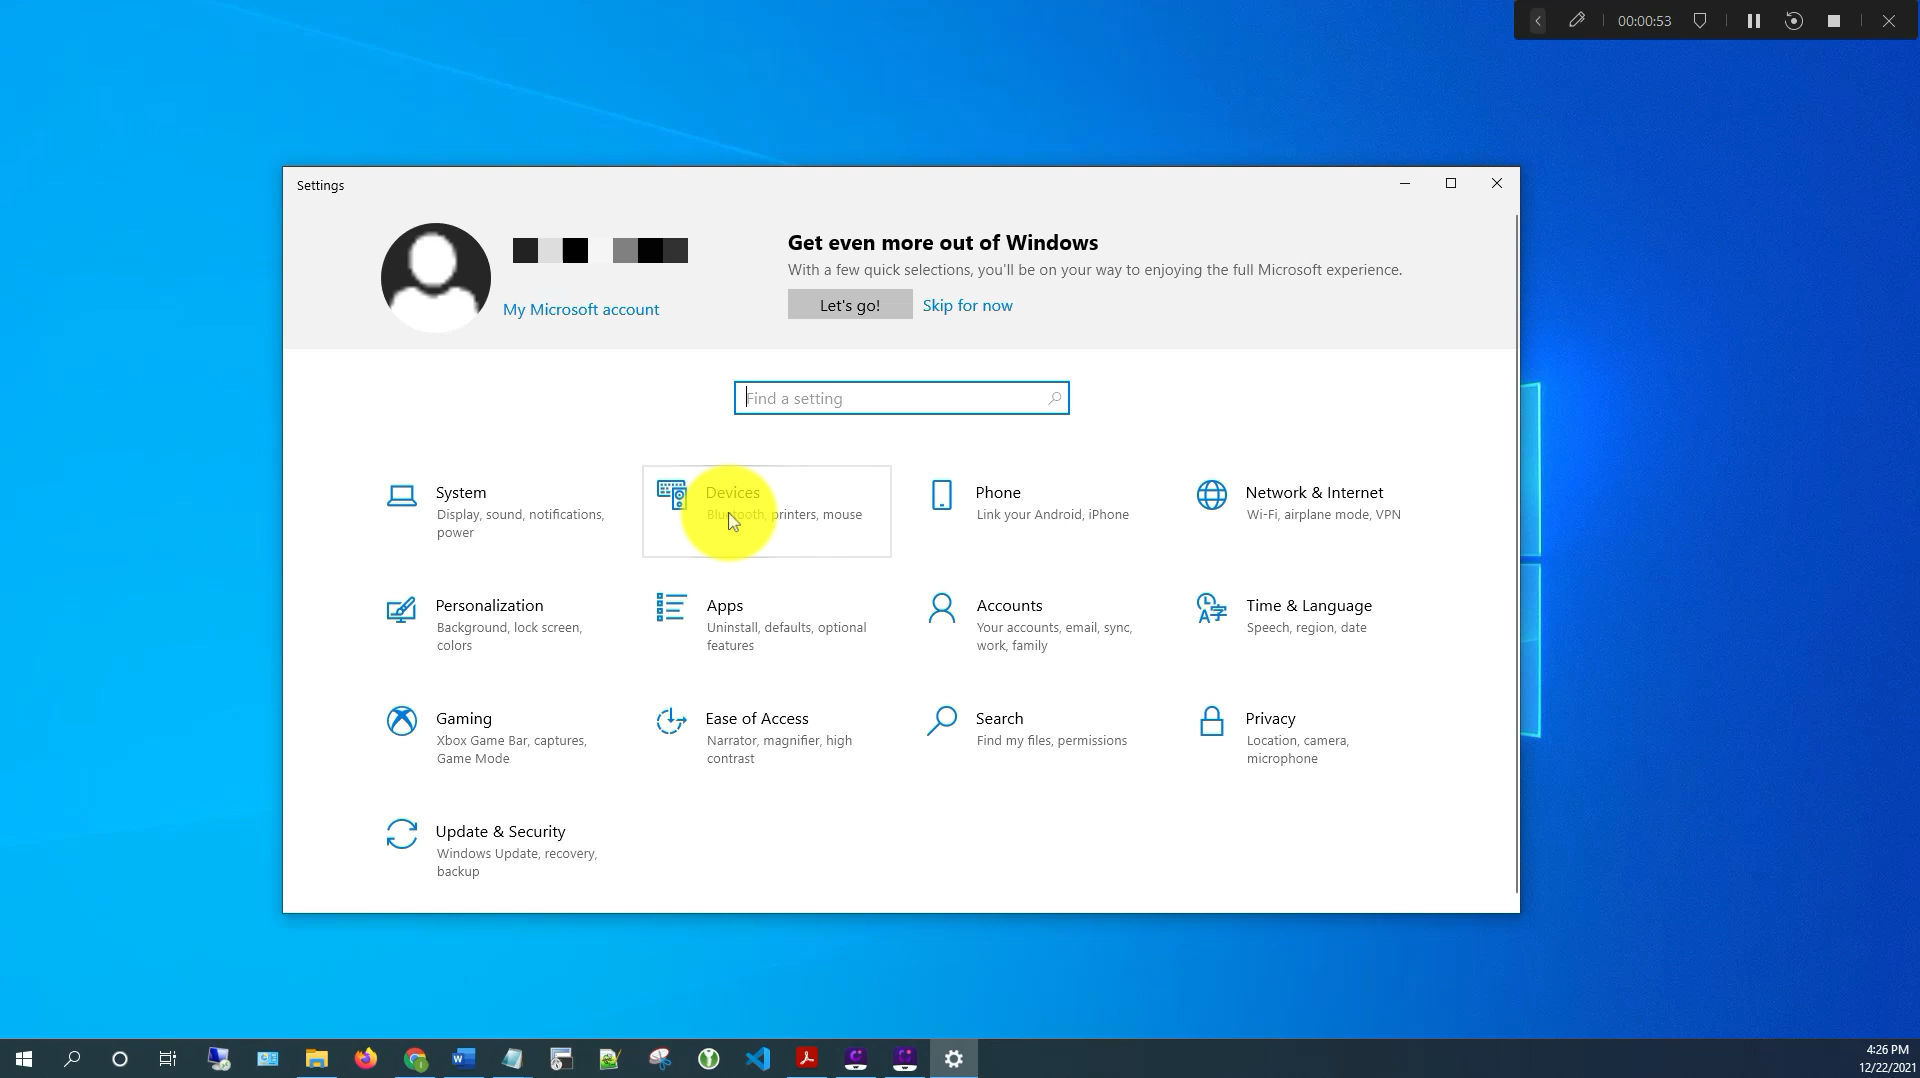 00:00:53
Settings
My Microsoft account
Get even more out of Windows
With a few quick selections, you'll be on your way to enjoying the full Microsoft experience.
Let's go!
Skip for now
Find a setting
System
Display, sound, notifications,
power
Devices
Bluetooth, printers, mouse
Phone
Link your Android, iPhone
Network & Internet
Wi-Fi, airplane mode, VPN
Personalization
Background, lock screen,
colors
Apps
Uninstall, defaults, optional
features
Accounts
Your accounts, email, sync,
work, family
Time & Language
Speech, region, date
Gaming
Xbox Game Bar, captures,
Game Mode
Ease of Access
Narrator, magnifier, high
contrast
Search
Find my files, permissions
Privacy
Location, camera,
microphone
Update & Security
Windows Update, recovery,
backup
4:26 PM
12/22/2021